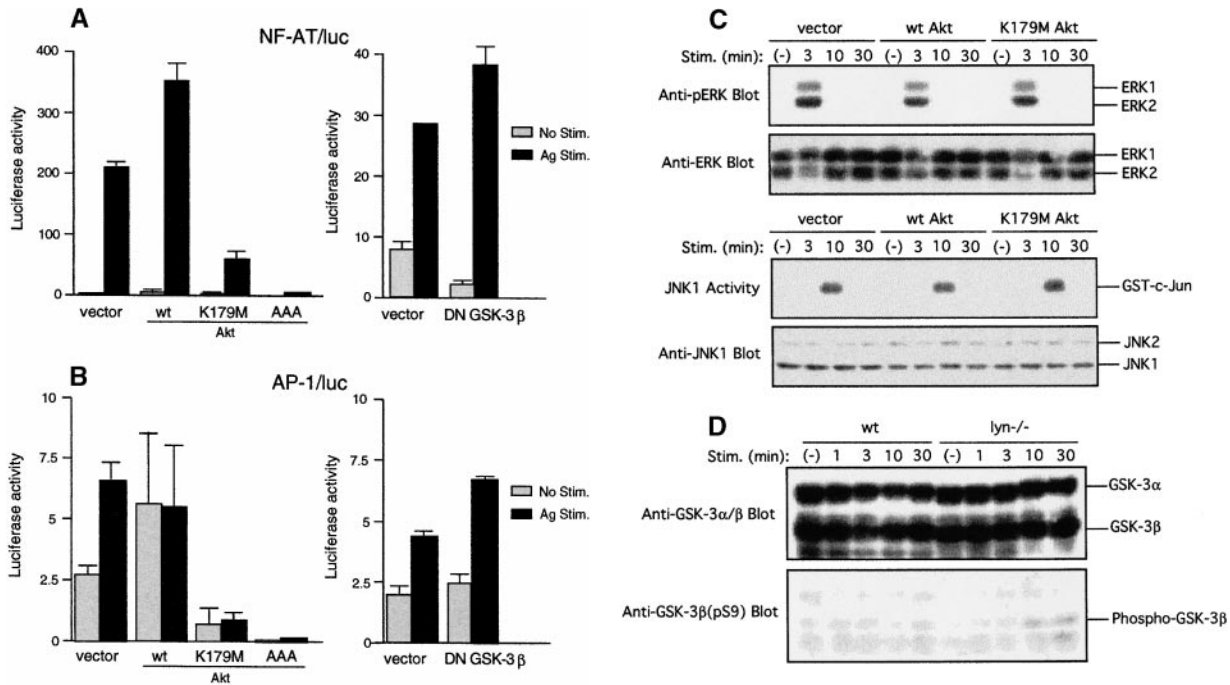 A
NF-AT/luc
Luciferase activity
400
300
200
100
0
vector wt K179M AAA
Akt
Luciferase activity
40
30
20
10
0
No Stim.
Ag Stim.
vector DN GSK-3β
B
AP-1/luc
Luciferase activity
10
7.5
5
2.5
0
vector wt K179M AAA
Akt
Luciferase activity
10
7.5
5
2.5
0
No Stim.
Ag Stim.
vector DN GSK-3β
C
vector wt Akt K179M Akt
Stim. (min): (-) 3 10 30 (-) 3 10 30 (-) 3 10 30
Anti-pERK Blot
ERK1
ERK2
Anti-ERK Blot
ERK1
ERK2
vector wt Akt K179M Akt
Stim. (min): (-) 3 10 30 (-) 3 10 30 (-) 3 10 30
JNK1 Activity
GST-c-Jun
Anti-JNK1 Blot
JNK2
JNK1
D
wt lyn-/-
Stim. (min): (-) 1 3 10 30 (-) 1 3 10 30
Anti-GSK-3α/β Blot
GSK-3α
GSK-3β
Anti-GSK-3β(pS9) Blot
Phospho-GSK-3β